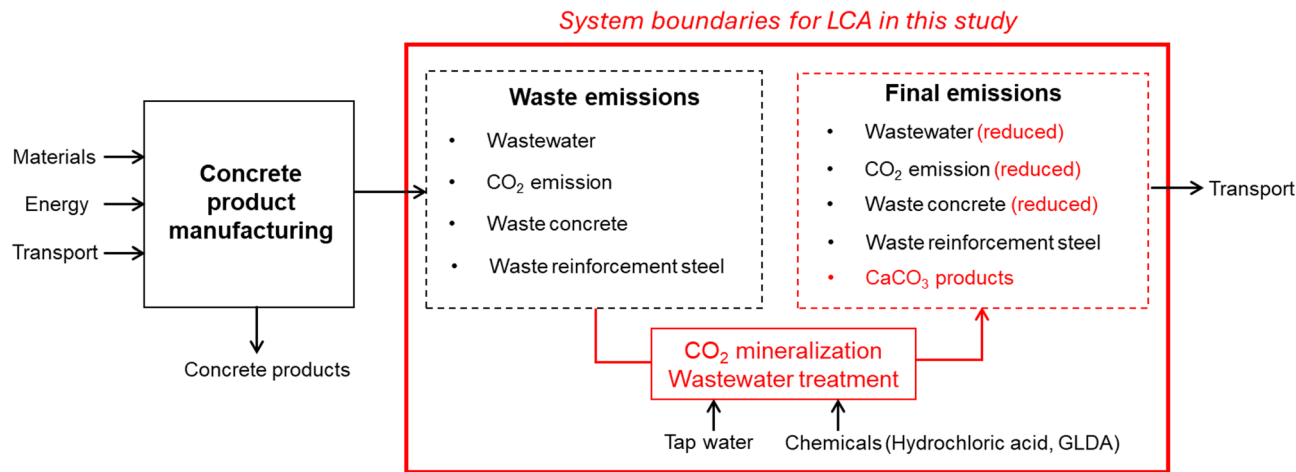 System boundaries for LCA in this study
Materials
Energy
Transport
Concrete
product
manufacturing
Concrete products
Waste emissions
• Wastewater
• CO₂ emission
• Waste concrete
• Waste reinforcement steel
Final emissions
• Wastewater (reduced)
• CO₂ emission (reduced)
• Waste concrete (reduced)
• Waste reinforcement steel
• CaCO₃ products
Transport
CO₂ mineralization
Wastewater treatment
Tap water
Chemicals (Hydrochloric acid, GLDA)